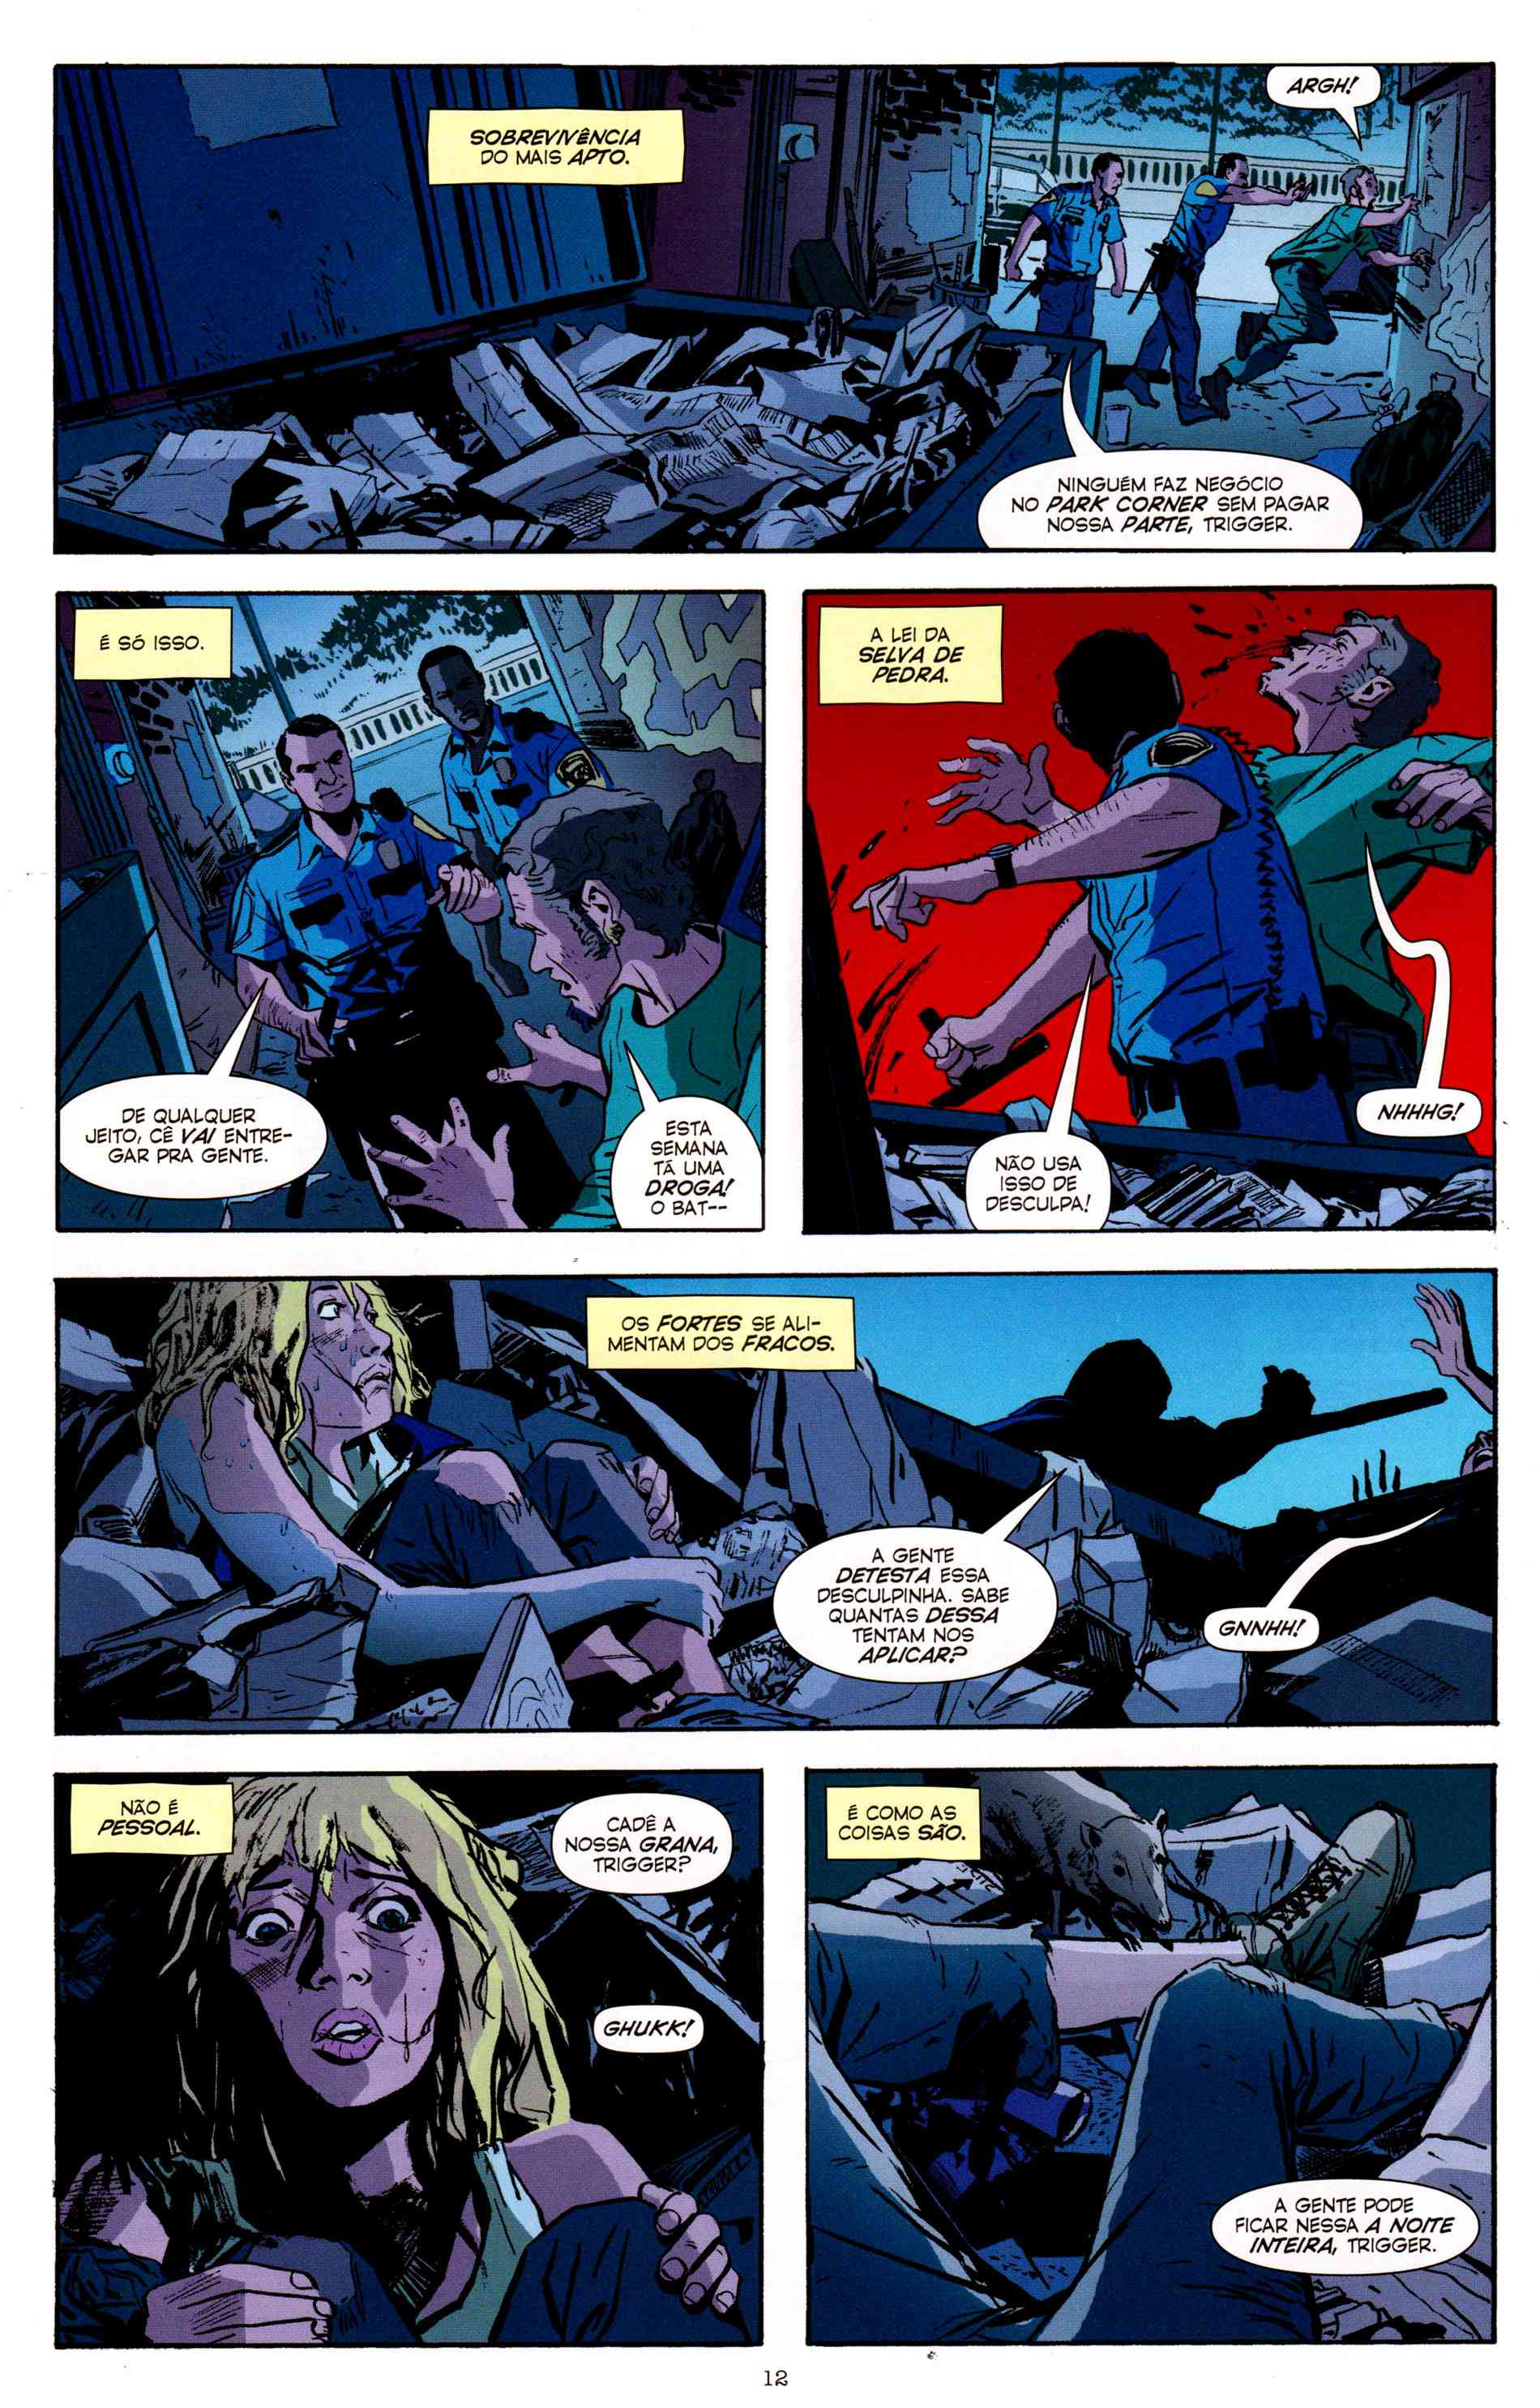 ARGH!
SOBREVIVÊNCIA
DO MAIS APTO.
NINGUÉM FAZ NEGÓCIO
NO PARK CORNER SEM PAGAR
NOSSA PARTE, TRIGGER.
É SÓ ISSO.
DE QUALQUER
JEITO, CÊ VAI ENTRE-
GAR PRA GENTE.
ESTA
SEMANA
TÁ UMA
DROGA!
O BAT--
A LEI DA
SELVA DE
PEDRA.
NÃO USA
ISSO DE
DESCULPA!
NHHHG!
OS FORTES SE ALI-
MENTAM DOS FRACOS.
A GENTE
DETESTA ESSA
DESCULPINHA. SABE
QUANTAS DESSA
TENTAM NOS
APLICAR?
GNNHH!
NÃO É
PESSOAL.
CADÊ A
NOSSA GRANA,
TRIGGER?
GHUKK!
É COMO AS
COISAS SÃO.
A GENTE PODE
FICAR NESSA A NOITE
INTEIRA, TRIGGER.
12